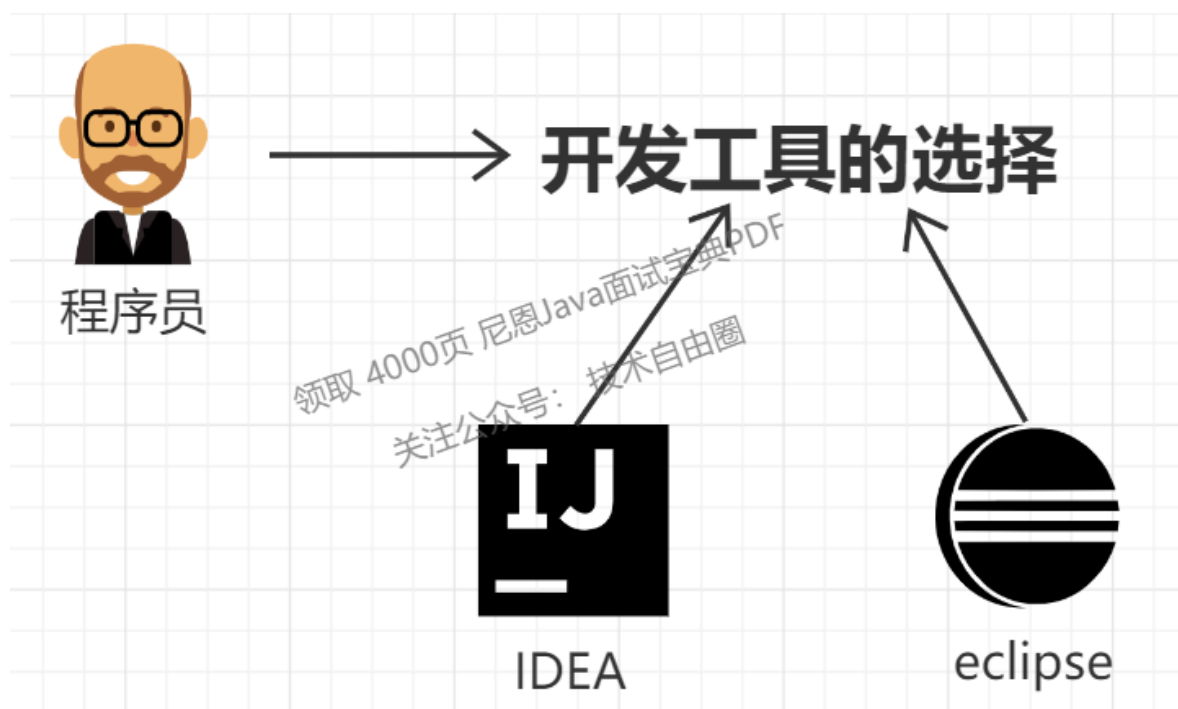 开发工具的选择
程序员
领取 4000页 尼恩Java面试宝典PDF
关注公众号： 技术自由圈
IJ
IDEA
eclipse